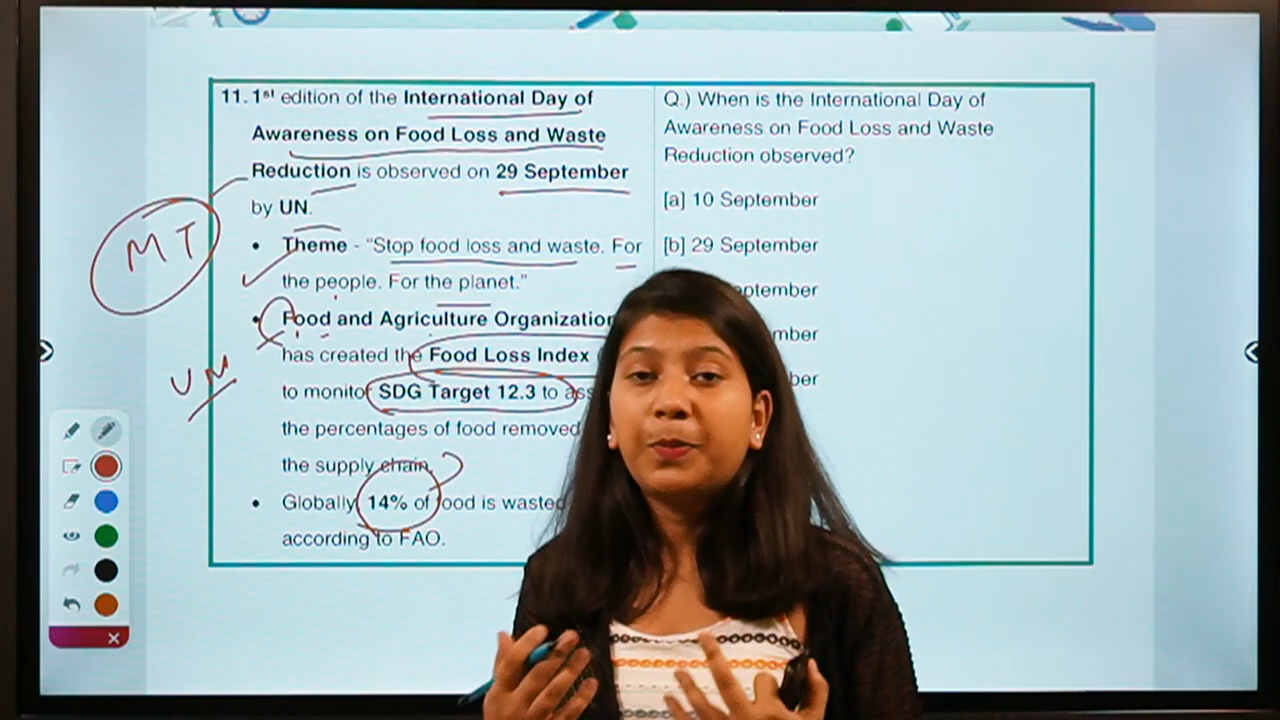 11. 1st edition of the International Day of
Awareness on Food Loss and Waste
Reduction is observed on 29 September
by UN.
• Theme - "Stop food loss and waste. For
the people. For the planet."
• Food and Agriculture Organization
has created the Food Loss Index
to monitor SDG Target 12.3 to
the percentages of food removed
the supply chain.
• Globally 14% of food is wasted
according to FAO.
MT
UN
Q.) When is the International Day of
Awareness on Food Loss and Waste
Reduction observed?
[a] 10 September
[b] 29 September